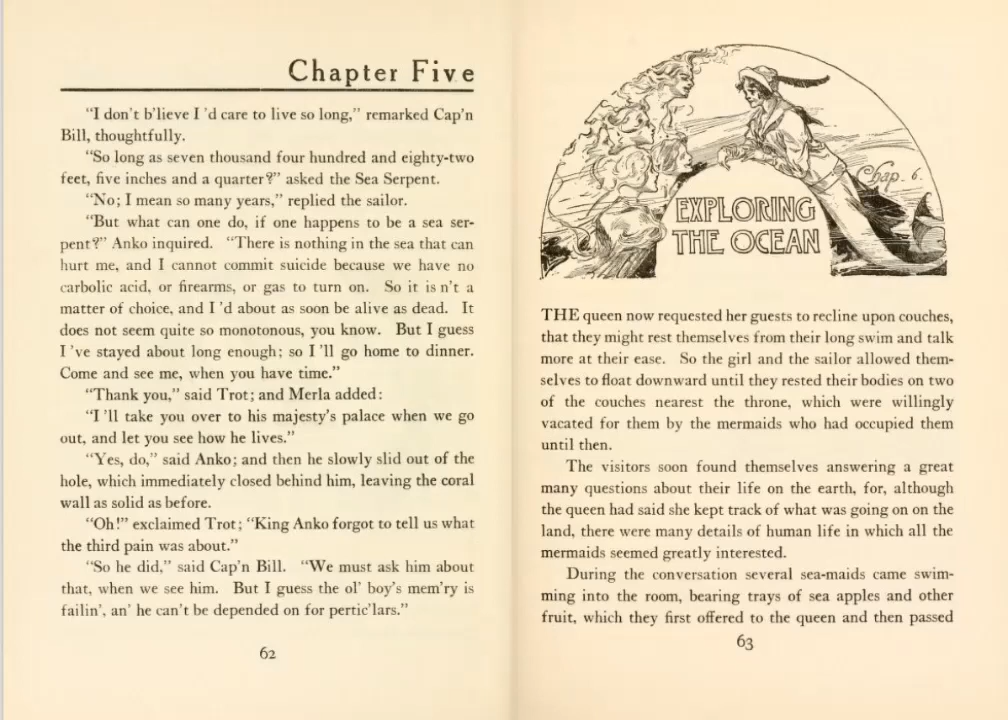 Chapter Five
"I don't b'lieve I 'd care to live so long," remarked Cap'n
Bill, thoughtfully.
"So long as seven thousand four hundred and eighty-two
feet, five inches and a quarter?" asked the Sea Serpent.
"No; I mean so many years," replied the sailor.
"But what can one do, if one happens to be a sea ser-
pent?" Anko inquired. "There is nothing in the sea that can
hurt me, and I cannot commit suicide because we have no
carbolic acid, or firearms, or gas to turn on. So it is n't a
matter of choice, and I 'd about as soon be alive as dead. It
does not seem quite so monotonous, you know. But I guess
I 've stayed about long enough; so I 'll go home to dinner.
Come and see me, when you have time."
"Thank you," said Trot; and Merla added:
"I 'll take you over to his majesty's palace when we go
out, and let you see how he lives."
"Yes, do," said Anko; and then he slowly slid out of the
hole, which immediately closed behind him, leaving the coral
wall as solid as before.
"Oh!" exclaimed Trot; "King Anko forgot to tell us what
the third pain was about."
"So he did," said Cap'n Bill. "We must ask him about
that, when we see him. But I guess the ol' boy's mem'ry is
failin', an' he can't be depended on for pertic'lars."
62
Chap. 6.
EXPLORING
THE OCEAN
THE queen now requested her guests to recline upon couches,
that they might rest themselves from their long swim and talk
more at their ease. So the girl and the sailor allowed them-
selves to float downward until they rested their bodies on two
of the couches nearest the throne, which were willingly
vacated for them by the mermaids who had occupied them
until then.
The visitors soon found themselves answering a great
many questions about their life on the earth, for, although
the queen had said she kept track of what was going on on the
land, there were many details of human life in which all the
mermaids seemed greatly interested.
During the conversation several sea-maids came swim-
ming into the room, bearing trays of sea apples and other
fruit, which they first offered to the queen and then passed
63